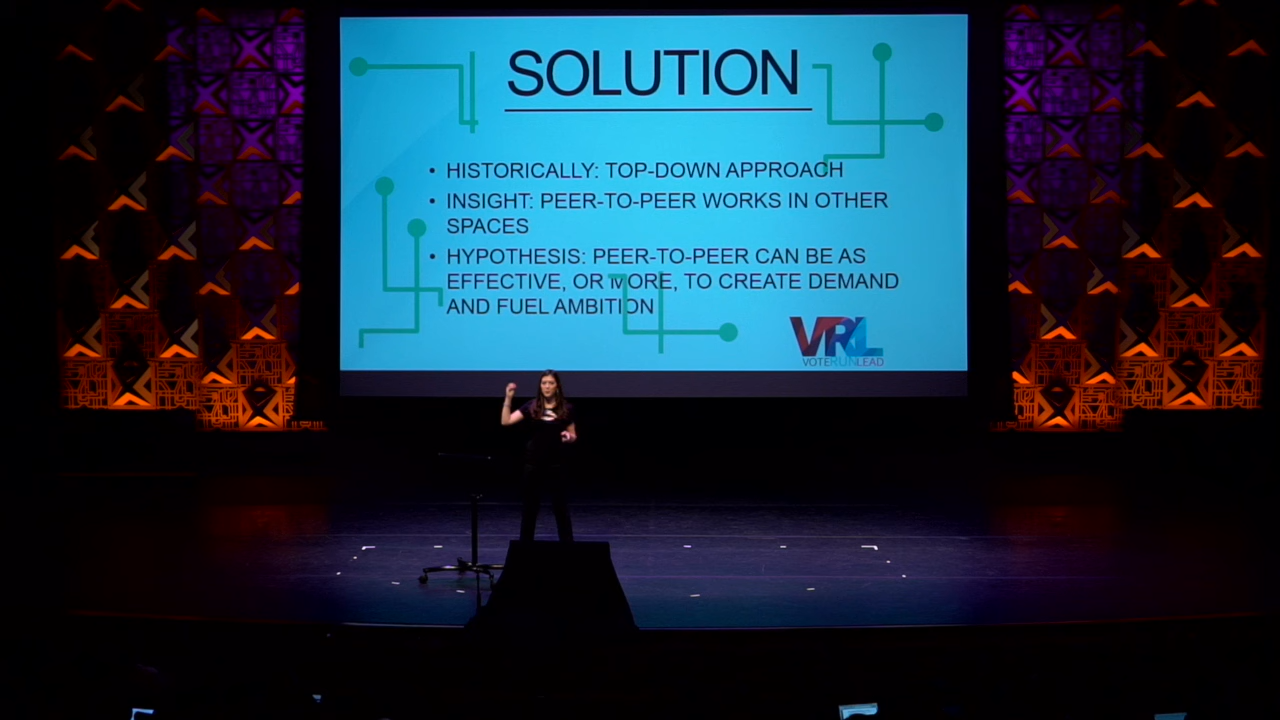 SOLUTION
• HISTORICALLY: TOP-DOWN APPROACH
• INSIGHT: PEER-TO-PEER WORKS IN OTHER
SPACES
• HYPOTHESIS: PEER-TO-PEER CAN BE AS
EFFECTIVE, OR MORE, TO CREATE DEMAND
AND FUEL AMBITION
VRL
VOTERUNLEAD